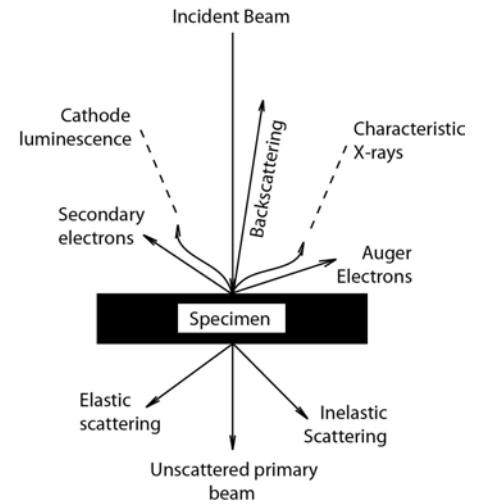 Incident Beam
Cathode
luminescence
Backscattering
Characteristic
X-rays
Secondary
electrons
Auger
Electrons
Specimen
Elastic
scattering
Inelastic
Scattering
Unscattered primary
beam